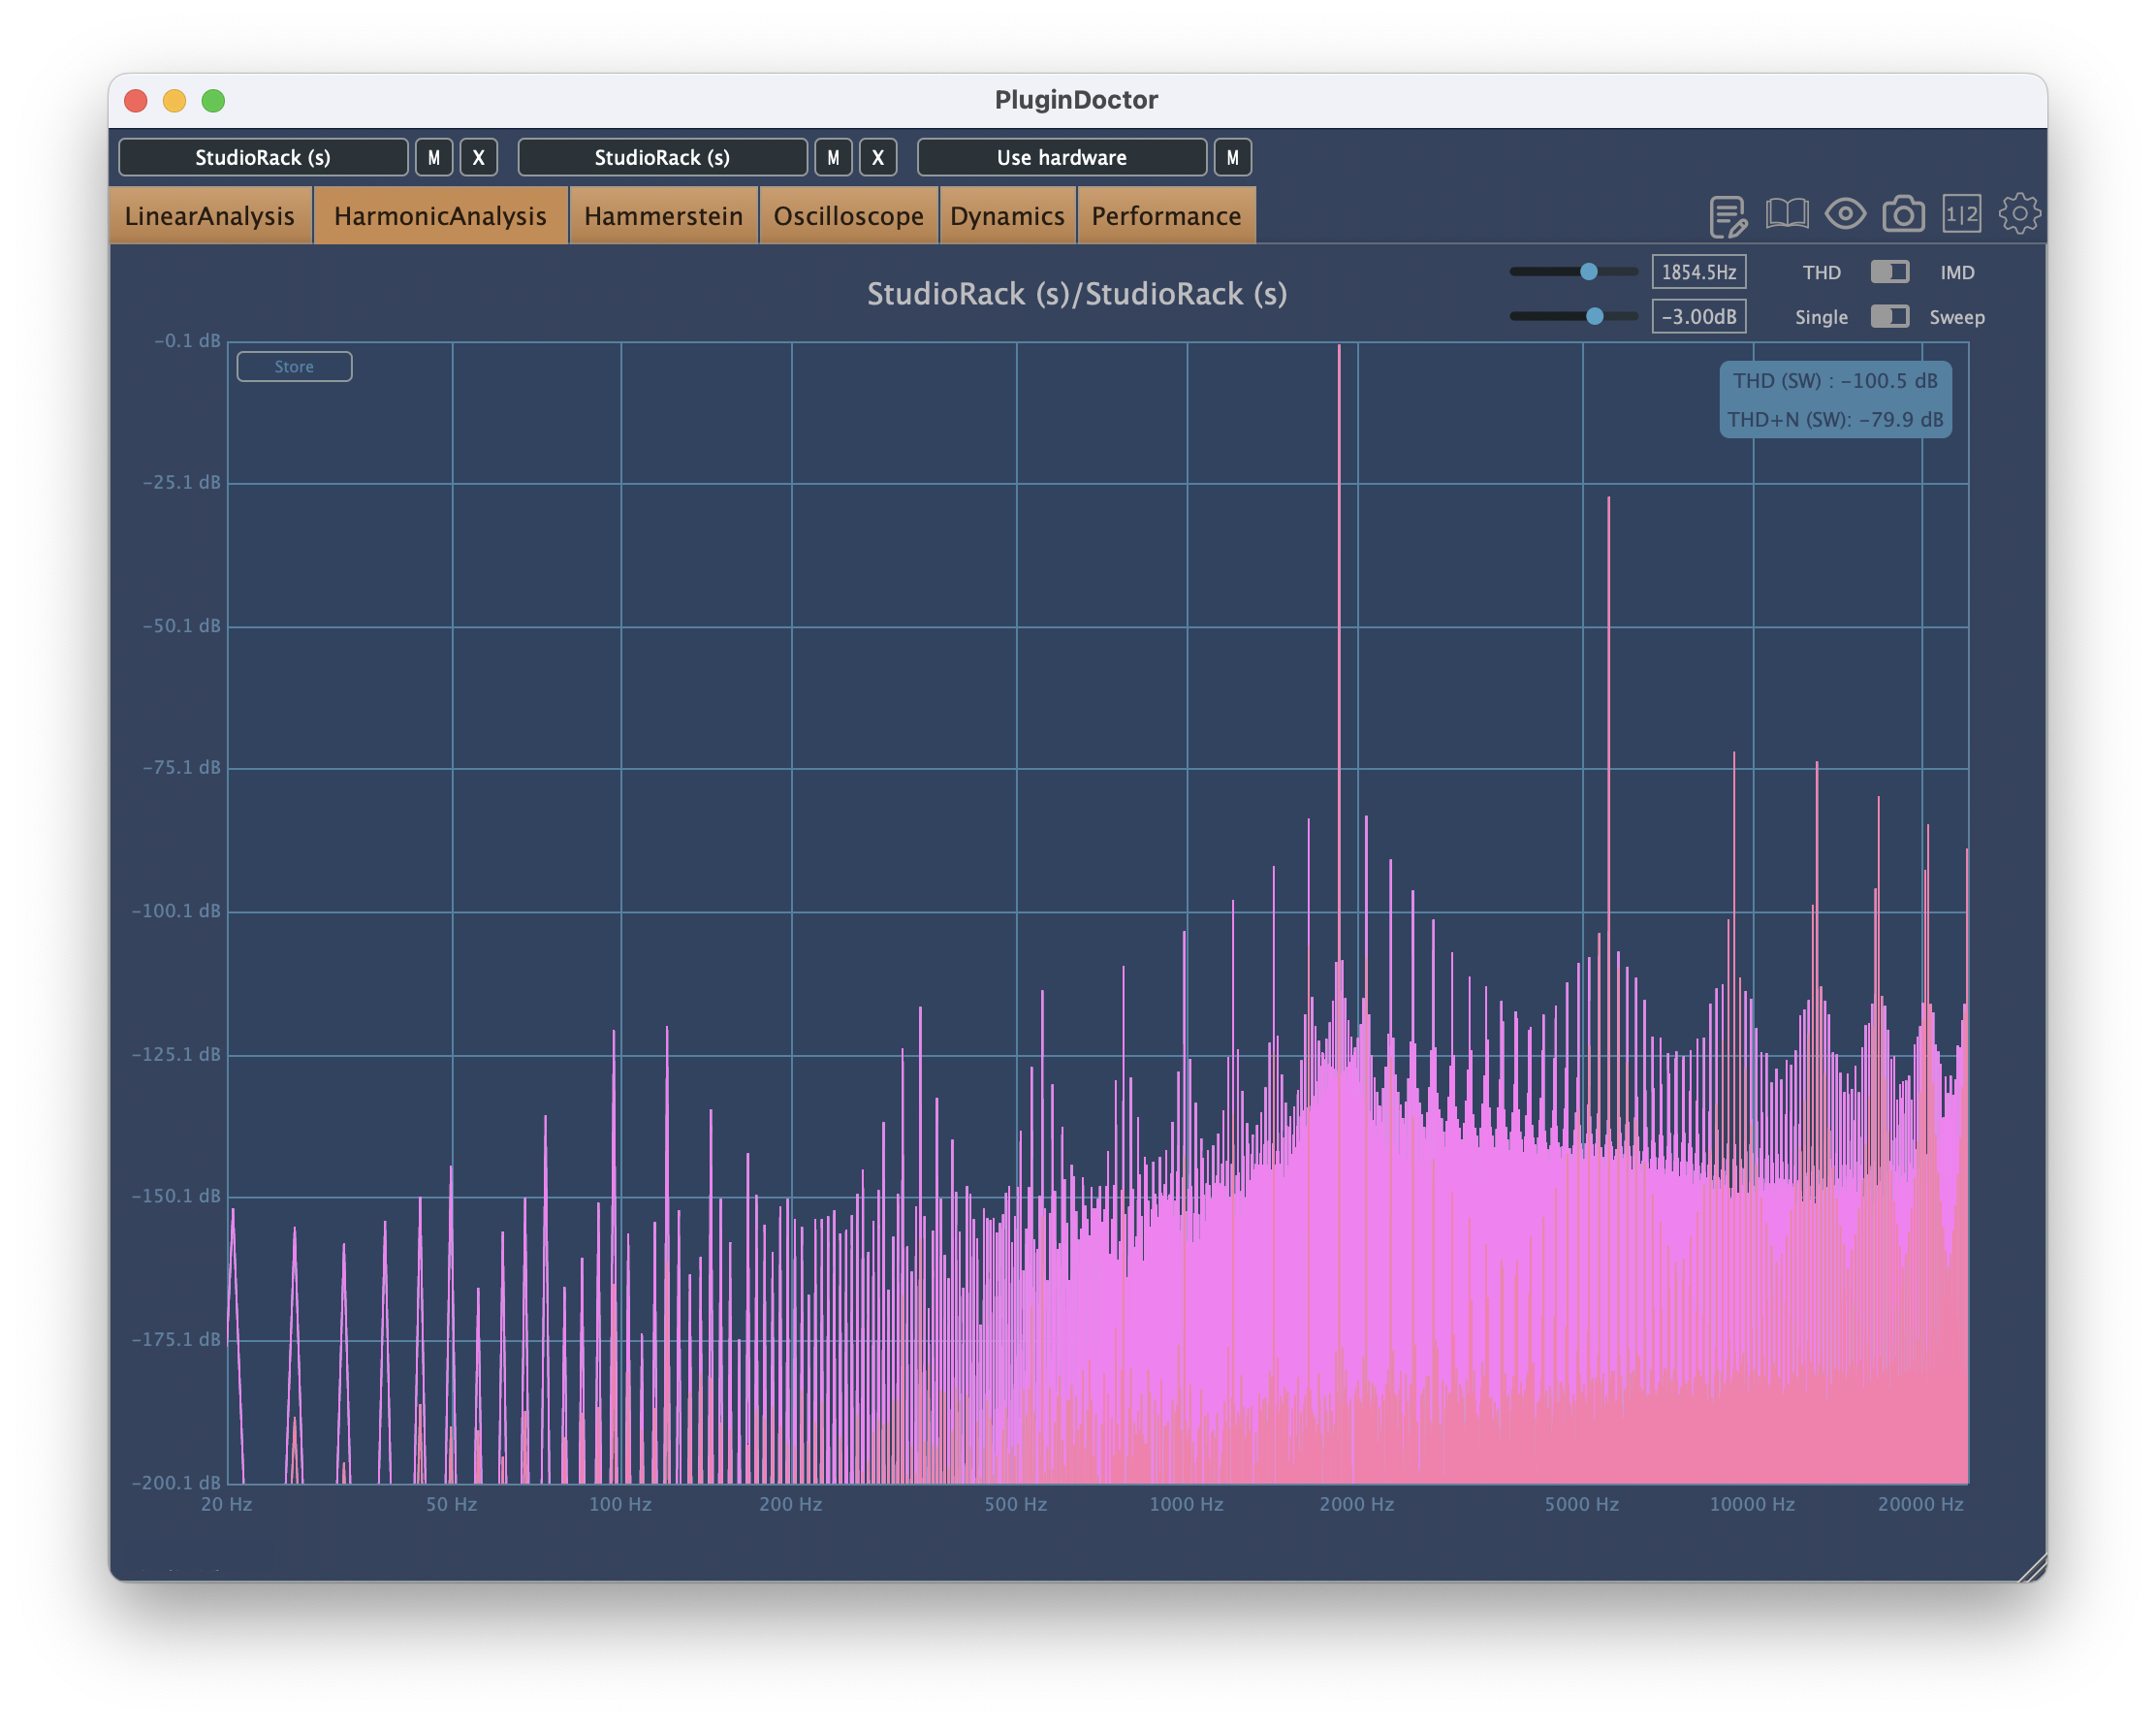 PluginDoctor
StudioRack (s) M X StudioRack (s) M X Use hardware M
LinearAnalysis HarmonicAnalysis Hammerstein Oscilloscope Dynamics Performance 1|2
StudioRack (s)/StudioRack (s)
1854.5Hz THD IMD
-3.00dB Single Sweep
Store
THD (SW) : -100.5 dB
THD+N (SW): -79.9 dB
-0.1 dB
-25.1 dB
-50.1 dB
-75.1 dB
-100.1 dB
-125.1 dB
-150.1 dB
-175.1 dB
-200.1 dB
20 Hz 50 Hz 100 Hz 200 Hz 500 Hz 1000 Hz 2000 Hz 5000 Hz 10000 Hz 20000 Hz